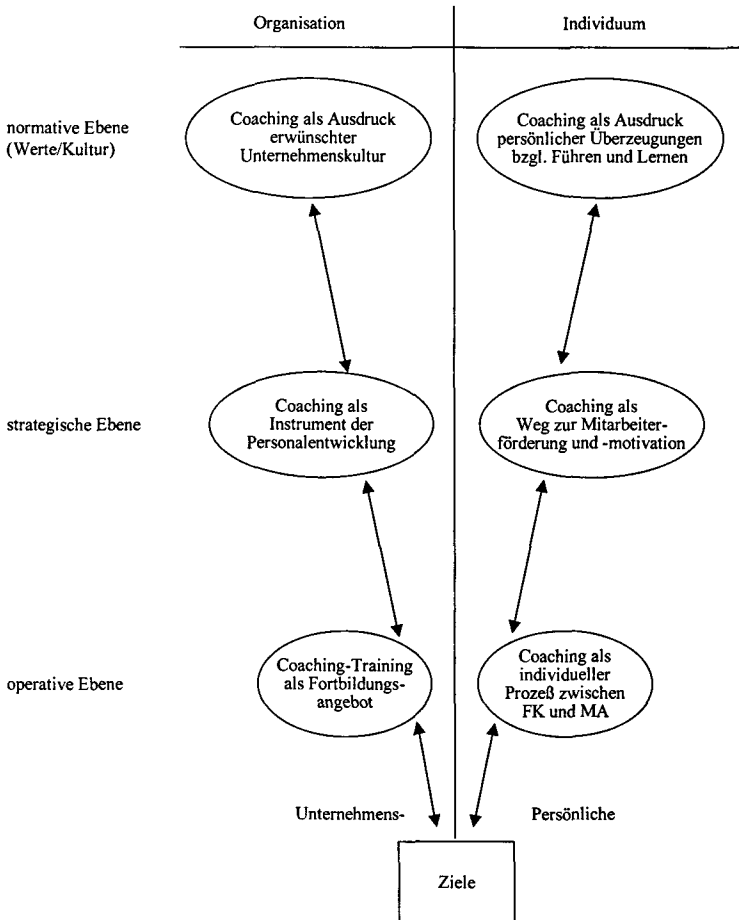 Organisation
Individuum
normative Ebene
(Werte/Kultur)
Coaching als Ausdruck
erwünschter
Unternehmenskultur
Coaching als Ausdruck
persönlicher Überzeugungen
bzgl. Führen und Lernen
strategische Ebene
Coaching als
Instrument der
Personalentwicklung
Coaching als
Weg zur Mitarbeiter-
förderung und -motivation
operative Ebene
Coaching-Training
als Fortbildungs-
angebot
Coaching als
individueller
Prozeß zwischen
FK und MA
Unternehmens-
Persönliche
Ziele